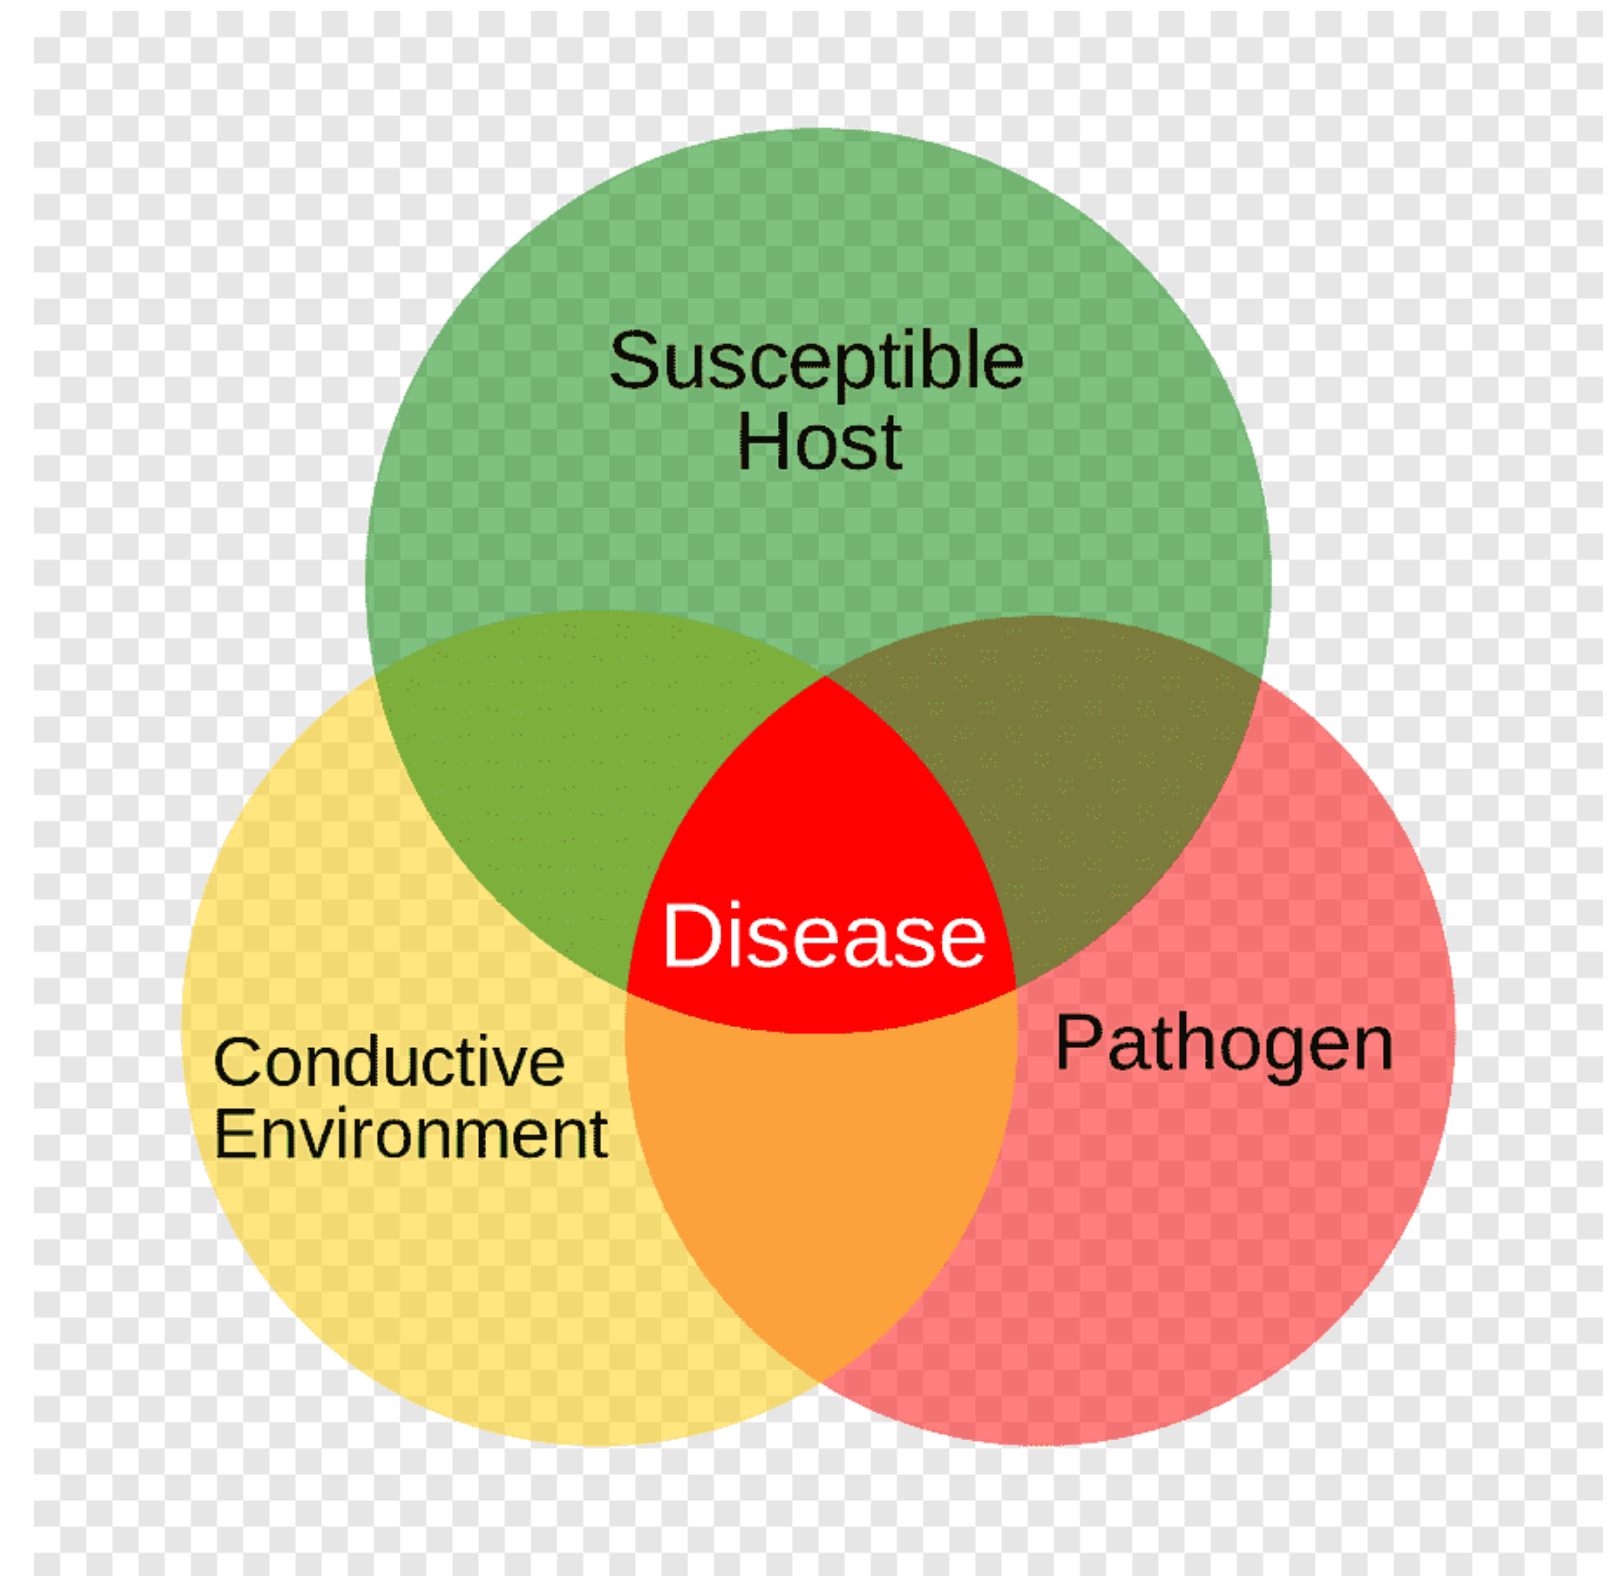 Susceptible
Host
Disease
Conductive
Environment
Pathogen